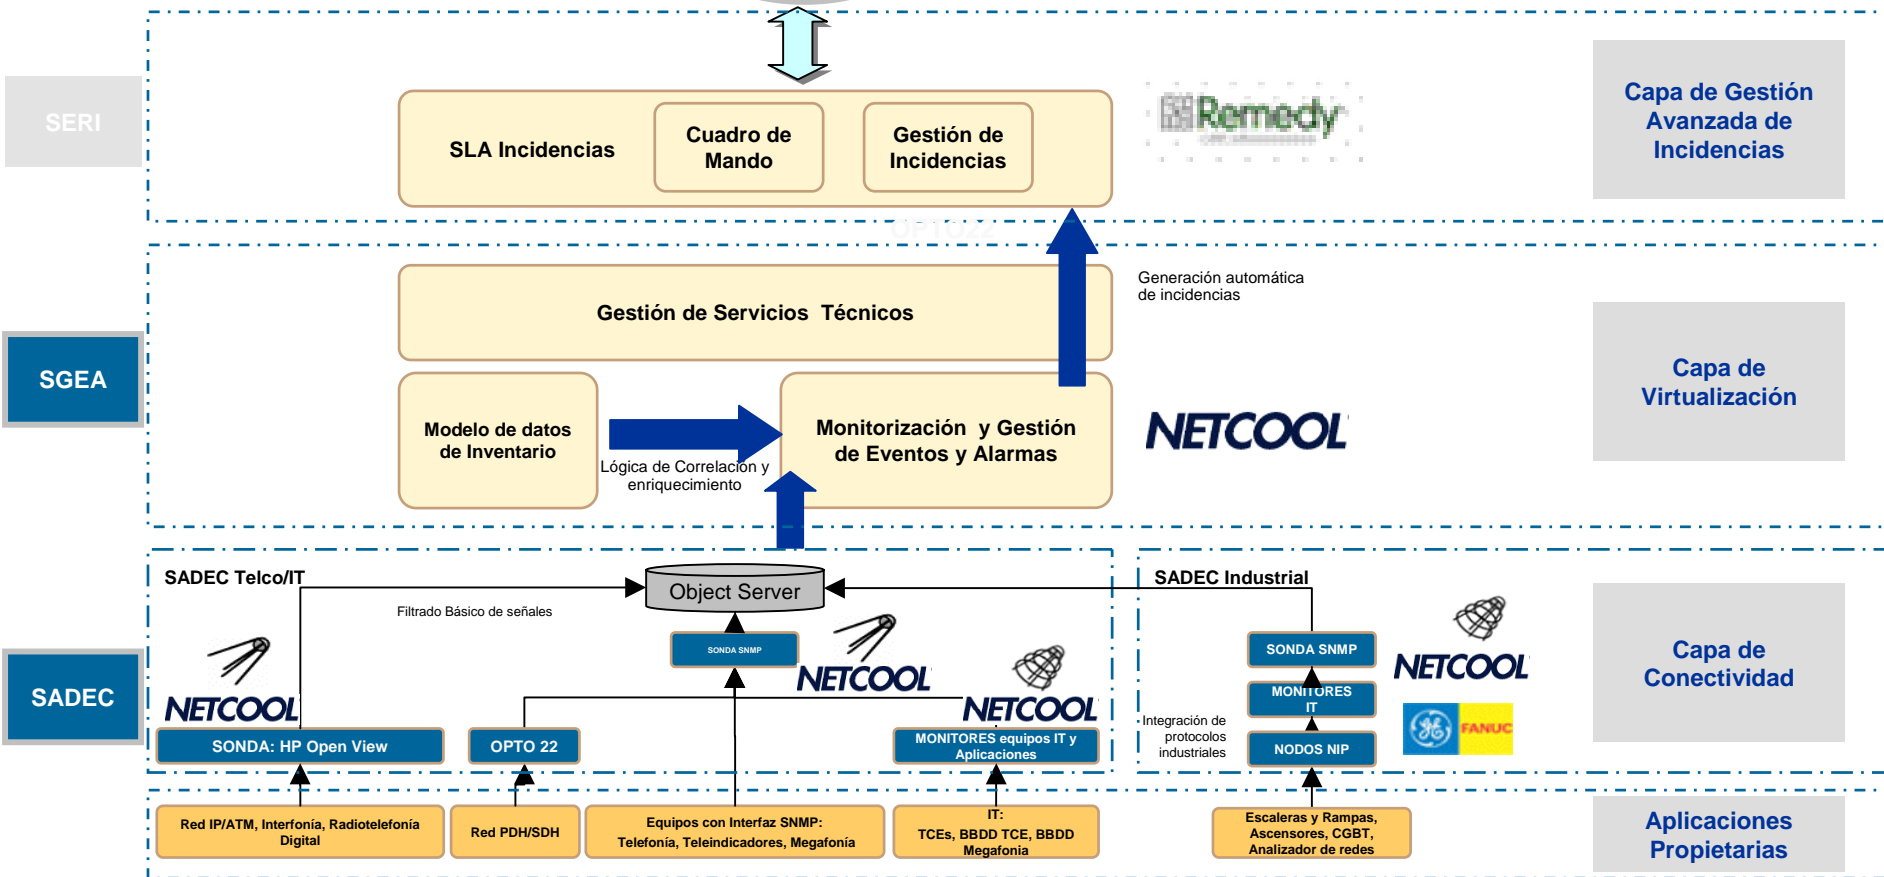 SERI
SLA Incidencias
Cuadro de
Mando
Gestión de
Incidencias
Remedy
Capa de Gestión
Avanzada de
Incidencias
OPTO22
SGEA
Gestión de Servicios Técnicos
Generación automática
de incidencias
Modelo de datos
de Inventario
Lógica de Correlación y
enriquecimiento
Monitorización y Gestión
de Eventos y Alarmas
NETCOOL
Capa de
Virtualización
SADEC
SADEC Telco/IT
Filtrado Básico de señales
Object Server
SONDA SNMP
NETCOOL
NETCOOL
NETCOOL
SONDA: HP Open View
OPTO 22
MONITORES equipos IT y
Aplicaciones
SADEC Industrial
SONDA SNMP
MONITORES
IT
NODOS NIP
Integración de
protocolos
industriales
NETCOOL
GE
FANUC
Capa de
Conectividad
Red IP/ATM, Interfonía, Radiotelefonía
Digital
Red PDH/SDH
Equipos con Interfaz SNMP:
Telefonía, Teleindicadores, Megafonía
IT:
TCEs, BBDD TCE, BBDD
Megafonia
Escaleras y Rampas,
Ascensores, CGBT,
Analizador de redes
Aplicaciones
Propietarias